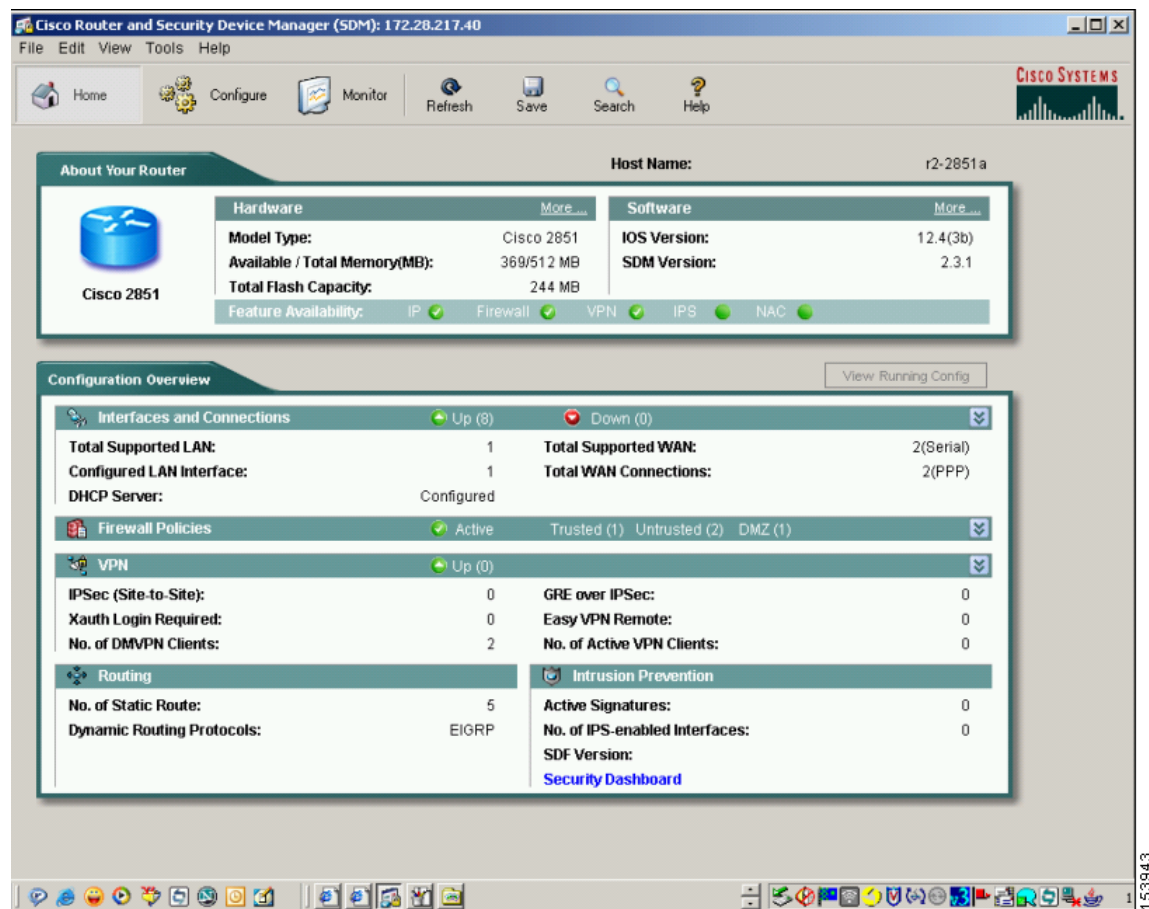 Cisco Router and Security Device Manager (SDM): 172.28.217.40
File Edit View Tools Help
Home Configure Monitor Refresh Save Search Help
CISCO SYSTEMS
About Your Router
Host Name: r2-2851a
Hardware More ... Software More ...
Model Type: Cisco 2851 IOS Version: 12.4(3b)
Available / Total Memory(MB): 369/512 MB SDM Version: 2.3.1
Total Flash Capacity: 244 MB
Cisco 2851
Feature Availability: IP Firewall VPN IPS NAC
Configuration Overview
View Running Config
Interfaces and Connections Up (8) Down (0)
Total Supported LAN: 1 Total Supported WAN: 2(Serial)
Configured LAN Interface: 1 Total WAN Connections: 2(PPP)
DHCP Server: Configured
Firewall Policies Active Trusted (1) Untrusted (2) DMZ (1)
VPN Up (0)
IPSec (Site-to-Site): 0 GRE over IPSec: 0
Xauth Login Required: 0 Easy VPN Remote: 0
No. of DMVPN Clients: 2 No. of Active VPN Clients: 0
Routing Intrusion Prevention
No. of Static Route: 5 Active Signatures: 0
Dynamic Routing Protocols: EIGRP No. of IPS-enabled Interfaces: 0
SDF Version:
Security Dashboard
1
153943